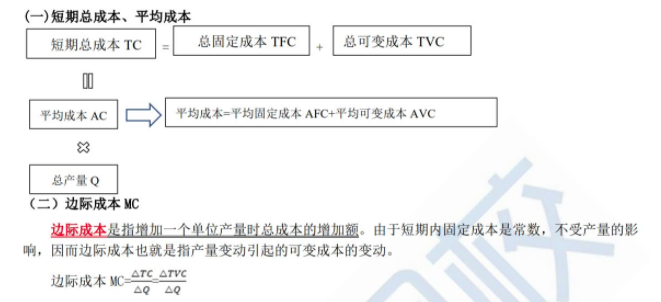 (一)短期总成本、平均成本
短期总成本 TC = 总固定成本 TFC + 总可变成本 TVC
平均成本 AC 平均成本=平均固定成本 AFC+平均可变成本 AVC
总产量 Q
（二）边际成本 MC
边际成本是指增加一个单位产量时总成本的增加额。由于短期内固定成本是常数，不受产量的影
响，因而边际成本也就是指产量变动引起的可变成本的变动。
边际成本 MC=△TC/△Q=△TVC/△Q